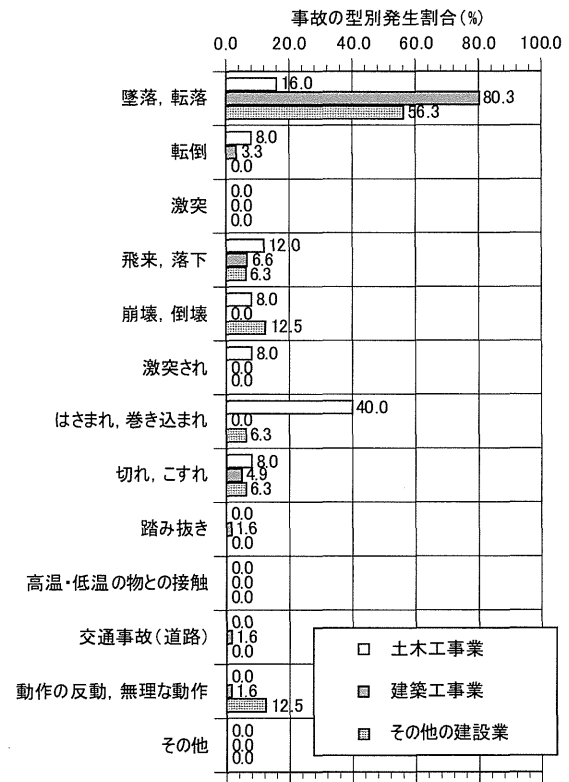 事故の型別発生割合(%)
0.0 20.0 40.0 60.0 80.0 100.0
墜落, 転落
16.0
80.3
56.3
転倒
8.0
3.3
0.0
激突
0.0
0.0
0.0
飛来, 落下
12.0
6.6
6.3
崩壊, 倒壊
8.0
0.0
12.5
激突され
8.0
0.0
0.0
はさまれ, 巻き込まれ
40.0
0.0
6.3
切れ, こすれ
8.0
4.9
6.3
踏み抜き
0.0
1.6
0.0
高温・低温の物との接触
0.0
0.0
0.0
交通事故(道路)
0.0
1.6
0.0
動作の反動, 無理な動作
0.0
1.6
12.5
その他
0.0
0.0
0.0
土木工事業
建築工事業
その他の建設業